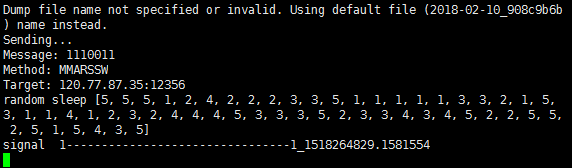 Dump file name not specified or invalid. Using default file (2018-02-10_908c9b6b
) name instead.
Sending...
Message: 1110011
Method: MMARSSW
Target: 120.77.87.35:12356
random sleep [5, 5, 5, 1, 2, 4, 2, 2, 2, 3, 3, 5, 1, 1, 1, 1, 1, 3, 3, 2, 1, 5,
3, 1, 1, 4, 1, 2, 3, 2, 4, 4, 4, 5, 3, 3, 3, 5, 2, 3, 3, 4, 3, 4, 5, 2, 2, 5, 5,
2, 5, 1, 5, 4, 3, 5]
signal  1--------------------------------1_1518264829.1581554